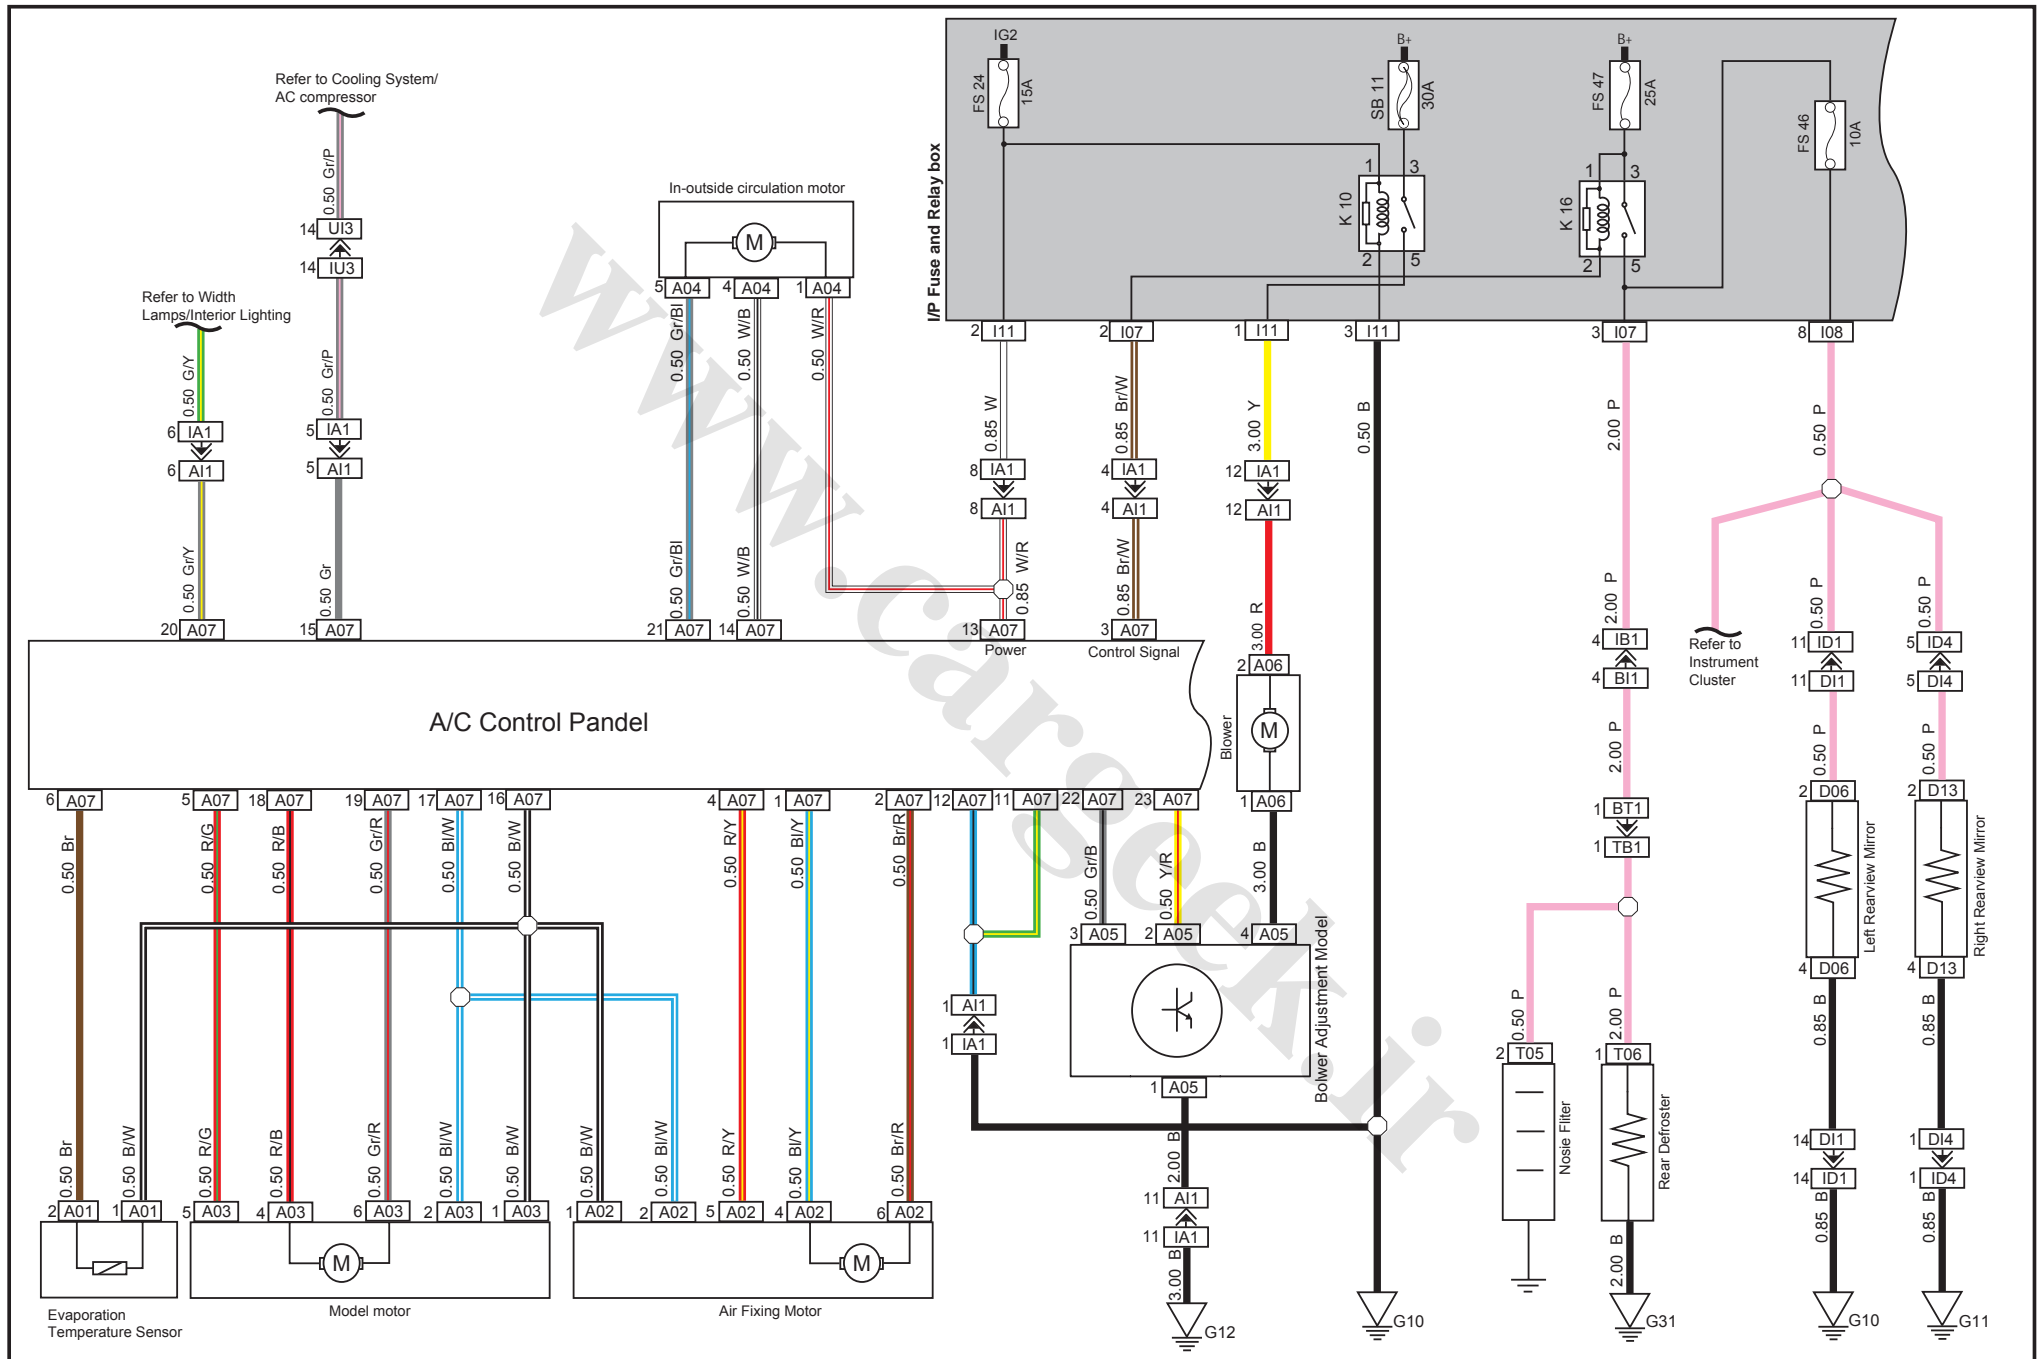 IG2
B+
B+
FS 24
15A
SB 11
30A
FS 47
25A
FS 46
10A
I/P Fuse and Relay box
1
3
K 10
2
5
1
3
K 16
2
5
Refer to Cooling System/
AC compressor
0.50 Gr/P
14 UI3
14 IU3
In-outside circulation motor
M
5 A04
4 A04
1 A04
Refer to Width
Lamps/Interior Lighting
2 I11
2 I07
1 I11
3 I11
3 I07
8 I08
0.50 G/Y
0.50 Gr/P
0.50 Gr/Bl
0.50 W/B
0.50 W/R
0.85 W
0.85 Br/W
3.00 Y
0.50 B
2.00 P
0.50 P
6 IA1
6 AI1
5 IA1
5 AI1
8 IA1
8 AI1
4 IA1
4 AI1
12 IA1
12 AI1
0.50 Gr/Y
0.50 Gr
0.50 Gr/Bl
0.50 W/B
0.85 W/R
0.85 Br/W
3.00 R
2.00 P
0.50 P
0.50 P
20 A07
15 A07
21 A07
14 A07
13 A07
3 A07
Power
Control Signal
2 A06
4 IB1
4 BI1
Refer to
Instrument
Cluster
11 ID1
11 DI1
5 ID4
5 DI4
A/C Control Pandel
Blower
M
1 A06
2.00 P
0.50 P
0.50 P
6 A07
5 A07
18 A07
19 A07
17 A07
16 A07
4 A07
1 A07
2 A07
12 A07
11 A07
22 A07
23 A07
1 BT1
1 TB1
2 D06
2 D13
0.50 Br
0.50 R/G
0.50 R/B
0.50 Gr/R
0.50 Bl/W
0.50 B/W
0.50 R/Y
0.50 Bl/Y
0.50 Br/R
0.50 Gr/B
0.50 Y/R
3.00 B
Left Rearview Mirror
Right Rearview Mirror
3 A05
2 A05
4 A05
Bolwer Adjustment Model
4 D06
4 D13
1 AI1
1 IA1
0.50 P
2.00 P
0.85 B
0.85 B
2 T05
1 T06
1 A05
Nosie Fliter
Rear Defroster
0.50 Br
0.50 B/W
0.50 R/G
0.50 R/B
0.50 Gr/R
0.50 Bl/W
0.50 B/W
0.50 B/W
0.50 Bl/W
0.50 R/Y
0.50 Bl/Y
0.50 Br/R
2.00 B
14 DI1
14 ID1
1 DI4
1 ID4
11 AI1
11 IA1
2 A01
1 A01
5 A03
4 A03
6 A03
2 A03
1 A03
1 A02
2 A02
5 A02
4 A02
6 A02
M
M
3.00 B
2.00 B
0.85 B
0.85 B
Evaporation
Temperature Sensor
Model motor
Air Fixing Motor
G12
G10
G31
G10
G11
www.cargeek.ir